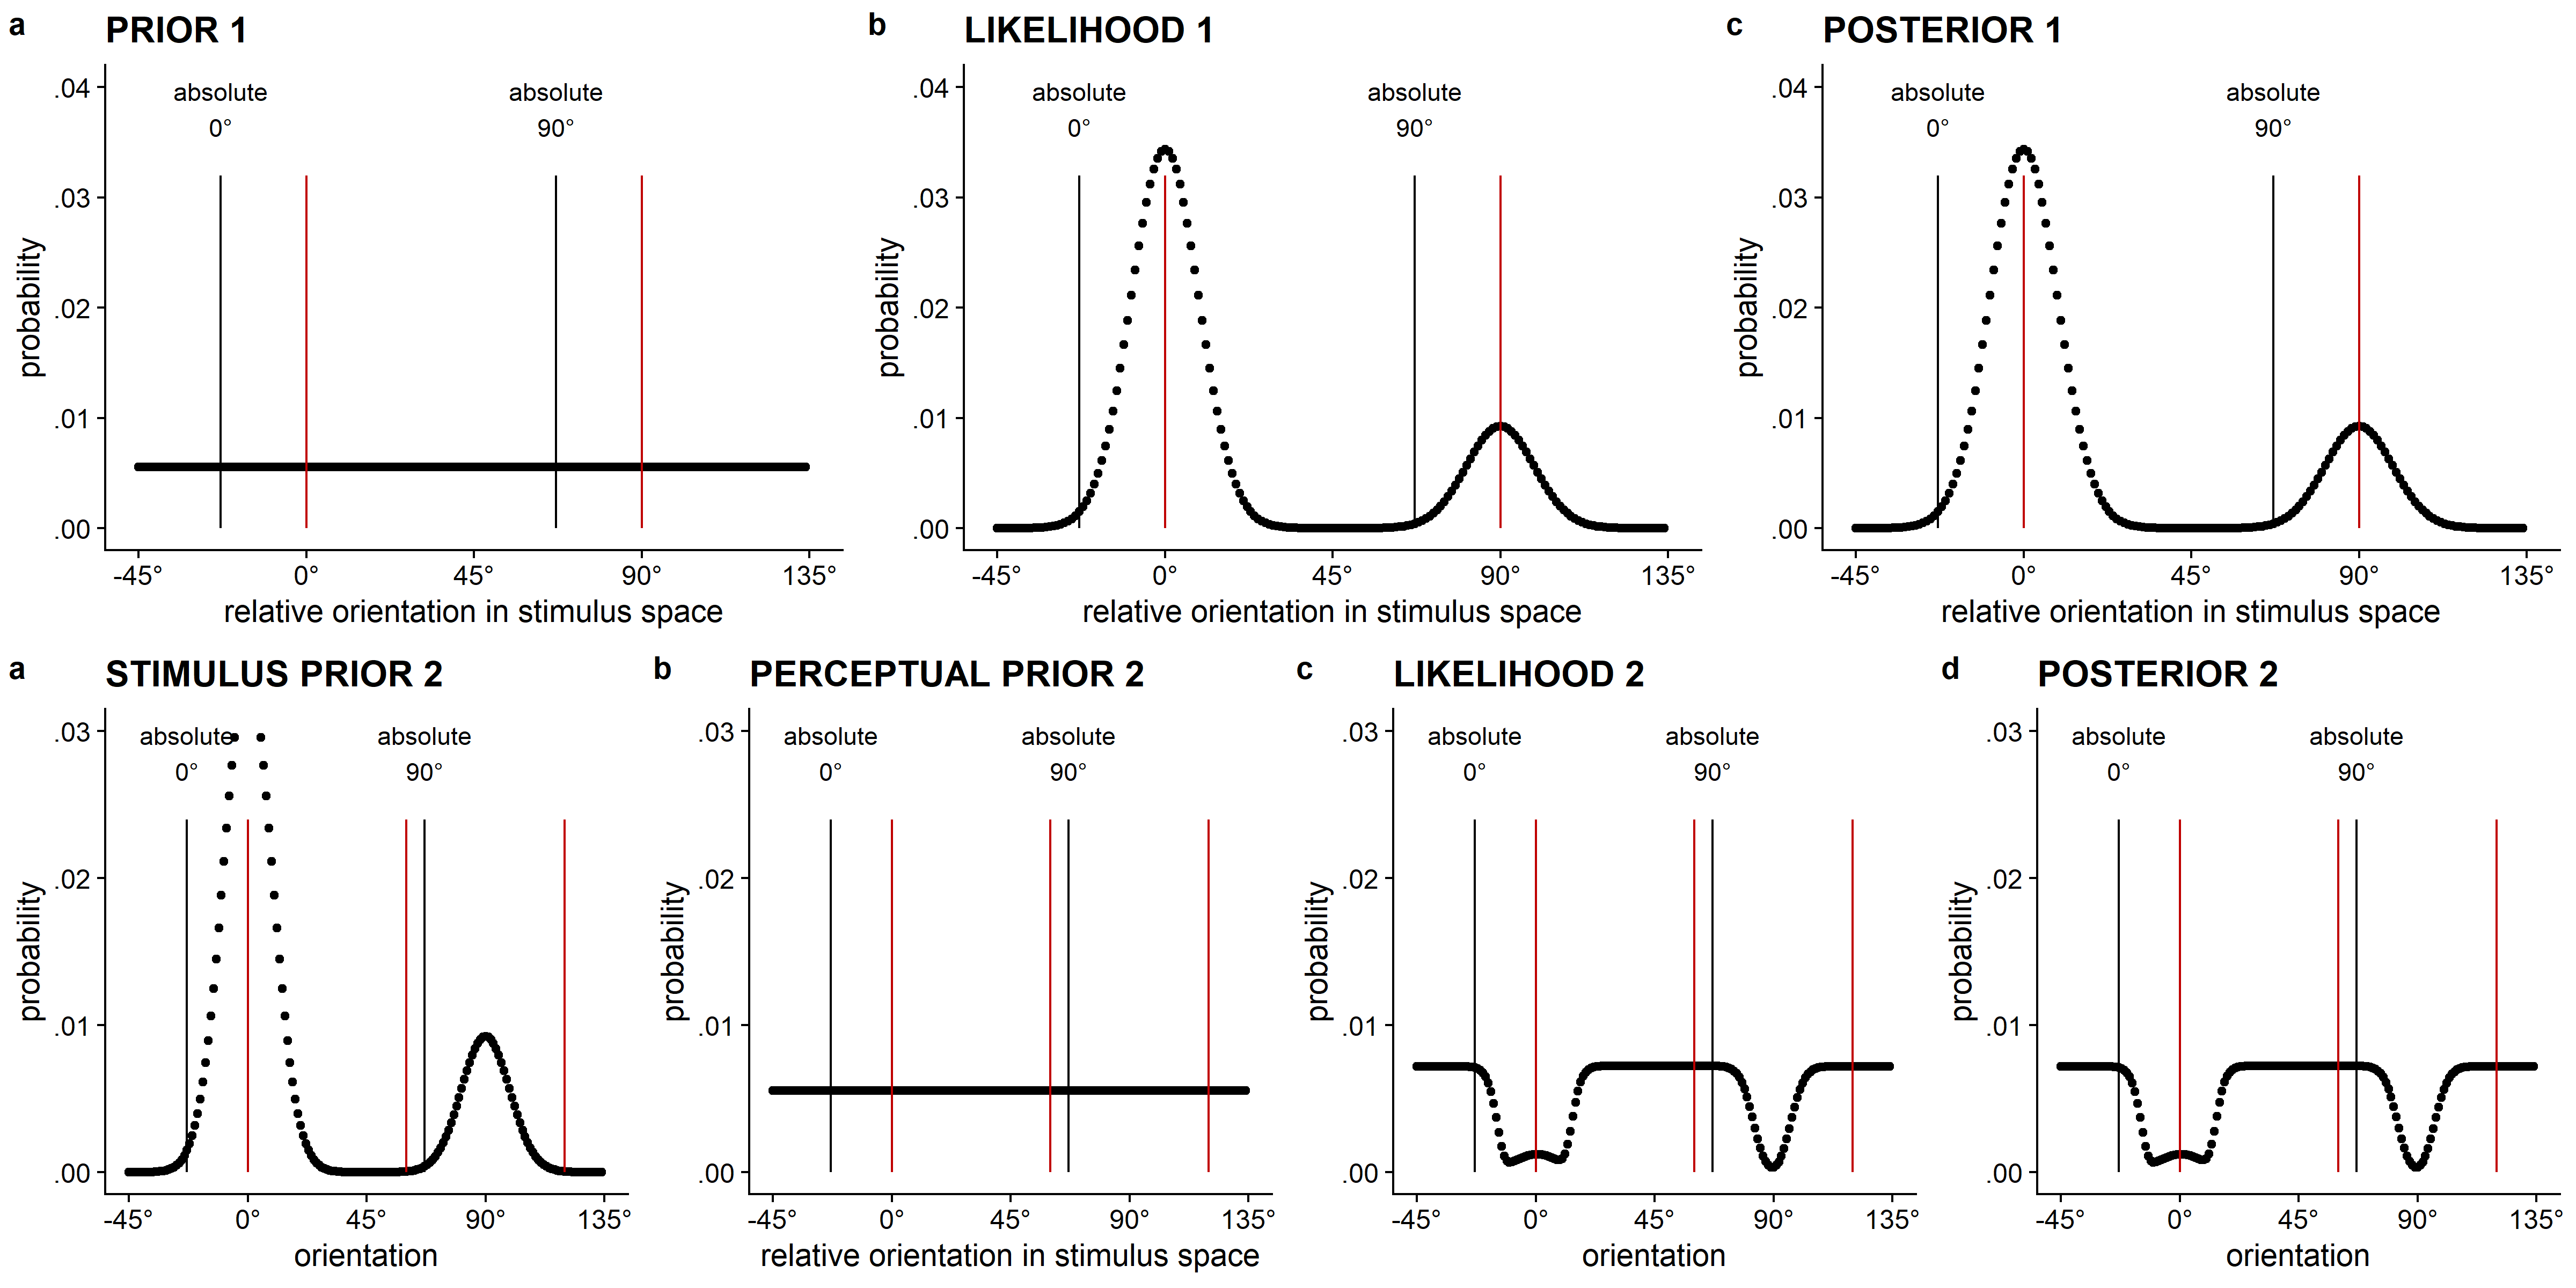 a PRIOR 1
absolute absolute
0° 90°
.04
.03
.02
.01
.00
probability
-45° 0° 45° 90° 135°
relative orientation in stimulus space
b LIKELIHOOD 1
absolute absolute
0° 90°
.04
.03
.02
.01
.00
probability
-45° 0° 45° 90° 135°
relative orientation in stimulus space
c POSTERIOR 1
absolute absolute
0° 90°
.04
.03
.02
.01
.00
probability
-45° 0° 45° 90° 135°
relative orientation in stimulus space
a STIMULUS PRIOR 2
absolute absolute
0° 90°
.03
.02
.01
.00
probability
-45° 0° 45° 90° 135°
orientation
b PERCEPTUAL PRIOR 2
absolute absolute
0° 90°
.03
.02
.01
.00
probability
-45° 0° 45° 90° 135°
relative orientation in stimulus space
c LIKELIHOOD 2
absolute absolute
0° 90°
.03
.02
.01
.00
probability
-45° 0° 45° 90° 135°
orientation
d POSTERIOR 2
absolute absolute
0° 90°
.03
.02
.01
.00
probability
-45° 0° 45° 90° 135°
orientation